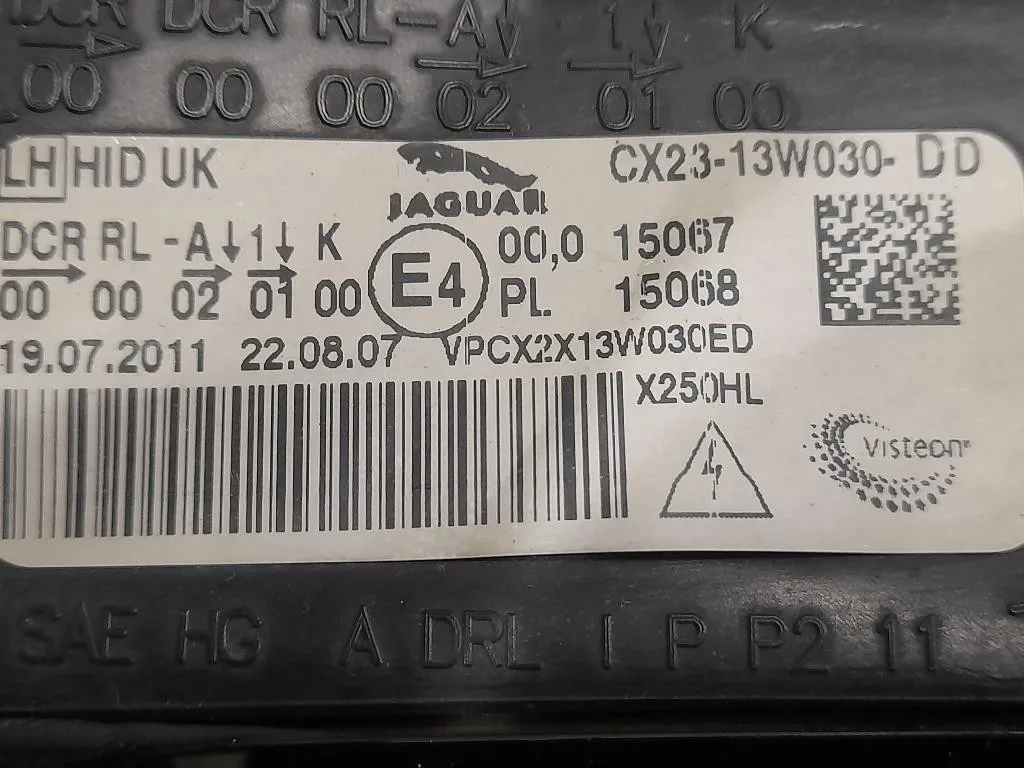 DCR DCR RL-A↓ 1↓ K
00 00 00 02 01 00
LH HID UK
JAGUAR
CX23-13W030-DD
DCR RL-A↓ 1↓ K
00 00 02 01 00
E4
00,0 15067
PL 15068
19.07.2011 22.08.07 VPCX2X13W030ED
X250HL
Visteon®
SAE HG A DRL I P P2 11